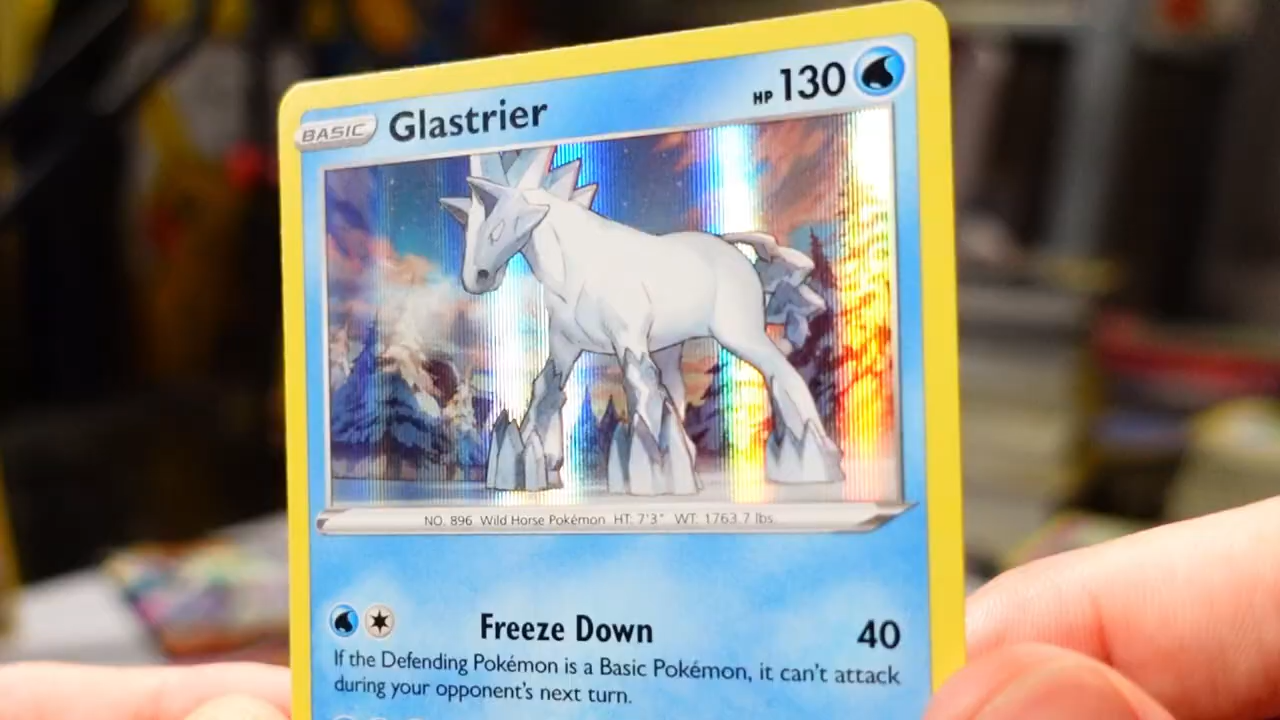 BASIC Glastrier HP 130
NO. 896 Wild Horse Pokémon HT: 7'3" WT: 1763.7 lbs.
Freeze Down 40
If the Defending Pokémon is a Basic Pokémon, it can't attack
during your opponent's next turn.